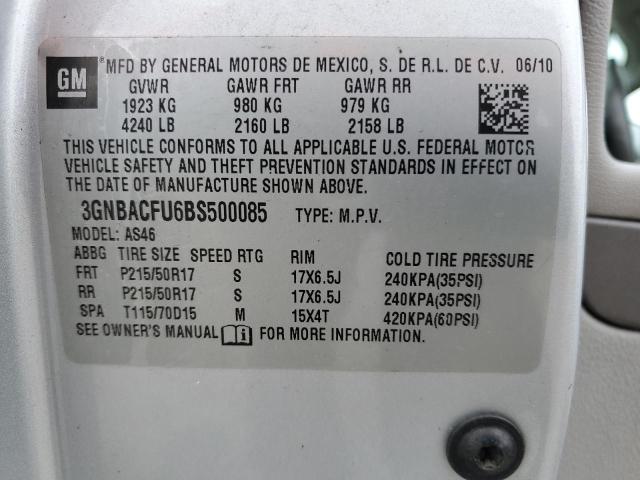 GM MFD BY GENERAL MOTORS DE MEXICO, S. DE R.L. DE C.V. 06/10
GVWR GAWR FRT GAWR RR
1923 KG 980 KG 979 KG
4240 LB 2160 LB 2158 LB
THIS VEHICLE CONFORMS TO ALL APPLICABLE U.S. FEDERAL MOTOR
VEHICLE SAFETY AND THEFT PREVENTION STANDARDS IN EFFECT ON
THE DATE OF MANUFACTURE SHOWN ABOVE.
3GNBACFU6BS500085 TYPE: M.P.V.
MODEL: AS46
ABBG TIRE SIZE SPEED RTG RIM COLD TIRE PRESSURE
FRT P215/50R17 S 17X6.5J 240KPA(35PSI)
RR P215/50R17 S 17X6.5J 240KPA(35PSI)
SPA T115/70D15 M 15X4T 420KPA(60PSI)
SEE OWNER'S MANUAL i FOR MORE INFORMATION.